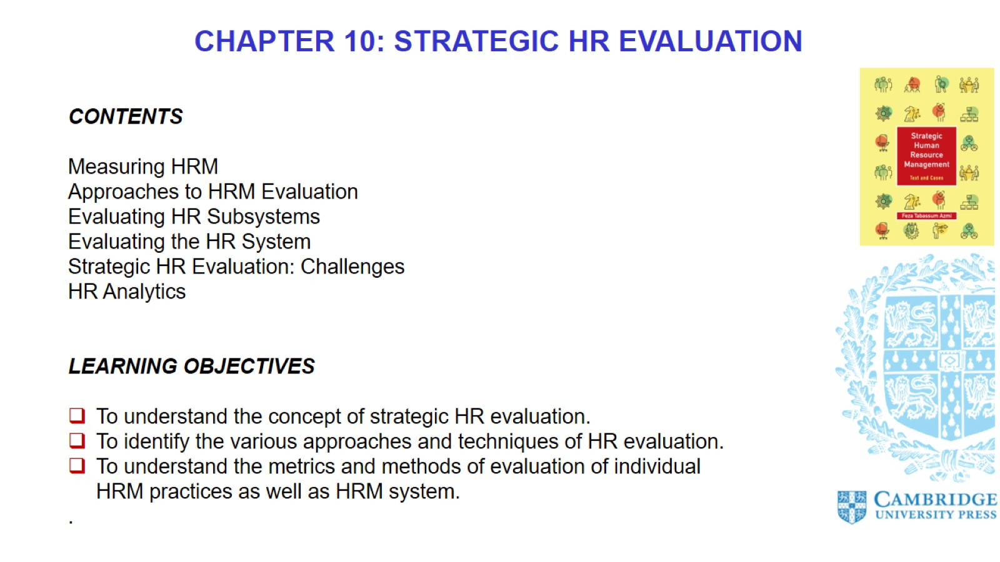 CHAPTER 10: STRATEGIC HR EVALUATION
CONTENTS
Measuring HRM
Approaches to HRM Evaluation
Evaluating HR Subsystems
Evaluating the HR System
Strategic HR Evaluation: Challenges
HR Analytics
LEARNING OBJECTIVES
❑ To understand the concept of strategic HR evaluation.
❑ To identify the various approaches and techniques of HR evaluation.
❑ To understand the metrics and methods of evaluation of individual
HRM practices as well as HRM system.
.
Strategic
Human
Resource
Management
Text and Cases
Feza Tabassum Azmi
CAMBRIDGE
UNIVERSITY PRESS